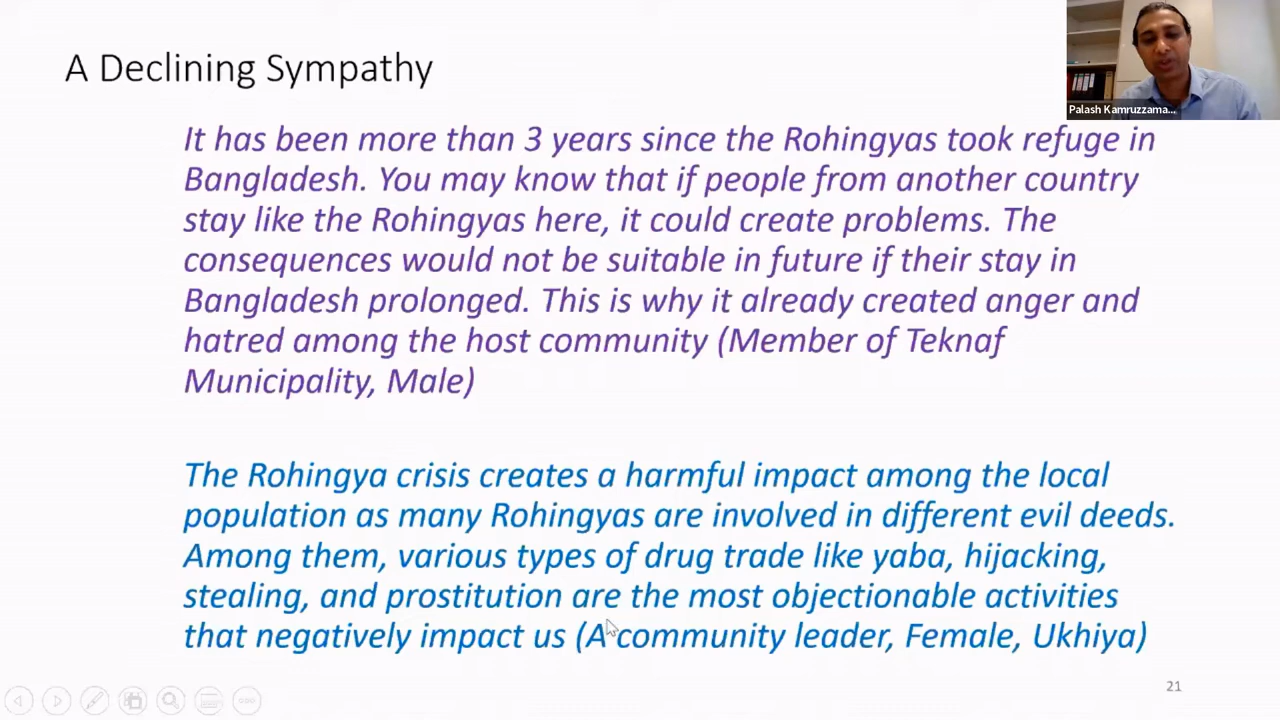 A Declining Sympathy
Palash Kamruzzama...
It has been more than 3 years since the Rohingyas took refuge in
Bangladesh. You may know that if people from another country
stay like the Rohingyas here, it could create problems. The
consequences would not be suitable in future if their stay in
Bangladesh prolonged. This is why it already created anger and
hatred among the host community (Member of Teknaf
Municipality, Male)
The Rohingya crisis creates a harmful impact among the local
population as many Rohingyas are involved in different evil deeds.
Among them, various types of drug trade like yaba, hijacking,
stealing, and prostitution are the most objectionable activities
that negatively impact us (A community leader, Female, Ukhiya)
21